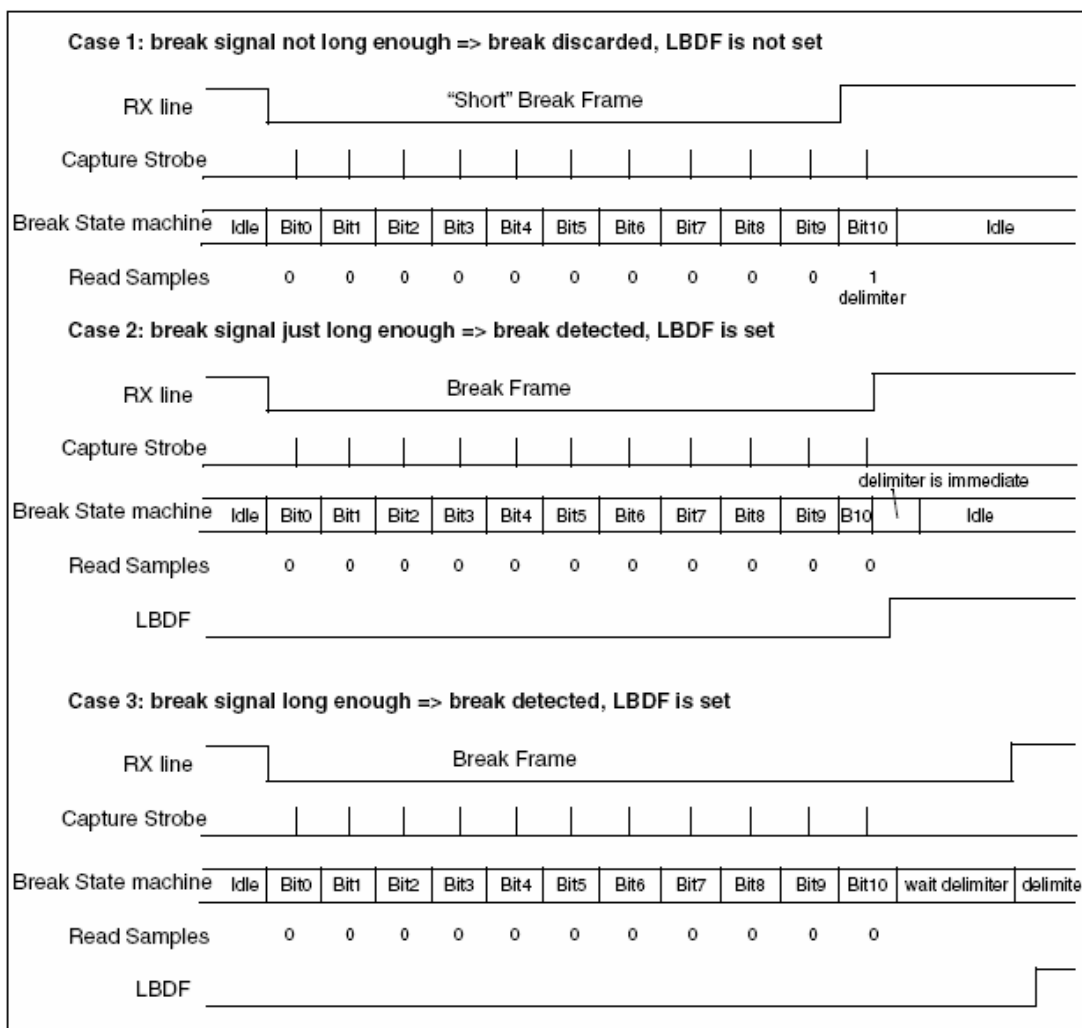 Case 1: break signal not long enough => break discarded, LBDF is not set
RX line
“Short” Break Frame
Capture Strobe
Break State machine Idle Bit0 Bit1 Bit2 Bit3 Bit4 Bit5 Bit6 Bit7 Bit8 Bit9 Bit10 Idle
Read Samples 0 0 0 0 0 0 0 0 0 0 1
delimiter
Case 2: break signal just long enough => break detected, LBDF is set
RX line
Break Frame
Capture Strobe
delimiter is immediate
Break State machine Idle Bit0 Bit1 Bit2 Bit3 Bit4 Bit5 Bit6 Bit7 Bit8 Bit9 B10 Idle
Read Samples 0 0 0 0 0 0 0 0 0 0 0
LBDF
Case 3: break signal long enough => break detected, LBDF is set
RX line
Break Frame
Capture Strobe
Break State machine Idle Bit0 Bit1 Bit2 Bit3 Bit4 Bit5 Bit6 Bit7 Bit8 Bit9 Bit10 wait delimiter delimite
Read Samples 0 0 0 0 0 0 0 0 0 0 0
LBDF